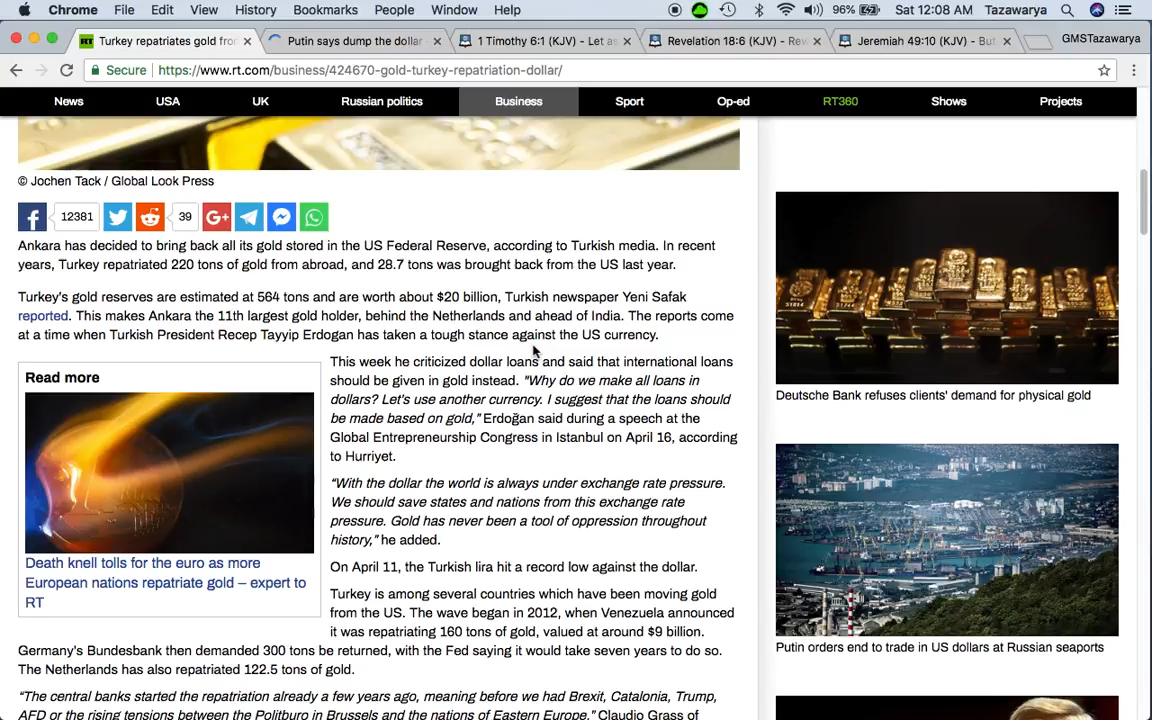 Chrome File Edit View History Bookmarks People Window Help 96% Sat 12:08 AM Tazawarya
RT Turkey repatriates gold from Putin says dump the dollar - 1 Timothy 6:1 (KJV) - Let as Revelation 18:6 (KJV) - Rew Jeremiah 49:10 (KJV) - But GMSTazawarya
Secure https://www.rt.com/business/424670-gold-turkey-repatriation-dollar/
News USA UK Russian politics Business Sport Op-ed RT360 Shows Projects
© Jochen Tack / Global Look Press
12381 39
Ankara has decided to bring back all its gold stored in the US Federal Reserve, according to Turkish media. In recent
years, Turkey repatriated 220 tons of gold from abroad, and 28.7 tons was brought back from the US last year.
Turkey's gold reserves are estimated at 564 tons and are worth about $20 billion, Turkish newspaper Yeni Safak
reported. This makes Ankara the 11th largest gold holder, behind the Netherlands and ahead of India. The reports come
at a time when Turkish President Recep Tayyip Erdogan has taken a tough stance against the US currency.
Read more
Death knell tolls for the euro as more
European nations repatriate gold – expert to
RT
This week he criticized dollar loans and said that international loans
should be given in gold instead. "Why do we make all loans in
dollars? Let's use another currency. I suggest that the loans should
be made based on gold," Erdoğan said during a speech at the
Global Entrepreneurship Congress in Istanbul on April 16, according
to Hurriyet.
"With the dollar the world is always under exchange rate pressure.
We should save states and nations from this exchange rate
pressure. Gold has never been a tool of oppression throughout
history," he added.
On April 11, the Turkish lira hit a record low against the dollar.
Turkey is among several countries which have been moving gold
from the US. The wave began in 2012, when Venezuela announced
it was repatriating 160 tons of gold, valued at around $9 billion.
Germany's Bundesbank then demanded 300 tons be returned, with the Fed saying it would take seven years to do so.
The Netherlands has also repatriated 122.5 tons of gold.
"The central banks started the repatriation already a few years ago, meaning before we had Brexit, Catalonia, Trump,
AFD or the rising tensions between the Politburo in Brussels and the nations of Eastern Europe," Claudio Grass of
Deutsche Bank refuses clients' demand for physical gold
Putin orders end to trade in US dollars at Russian seaports